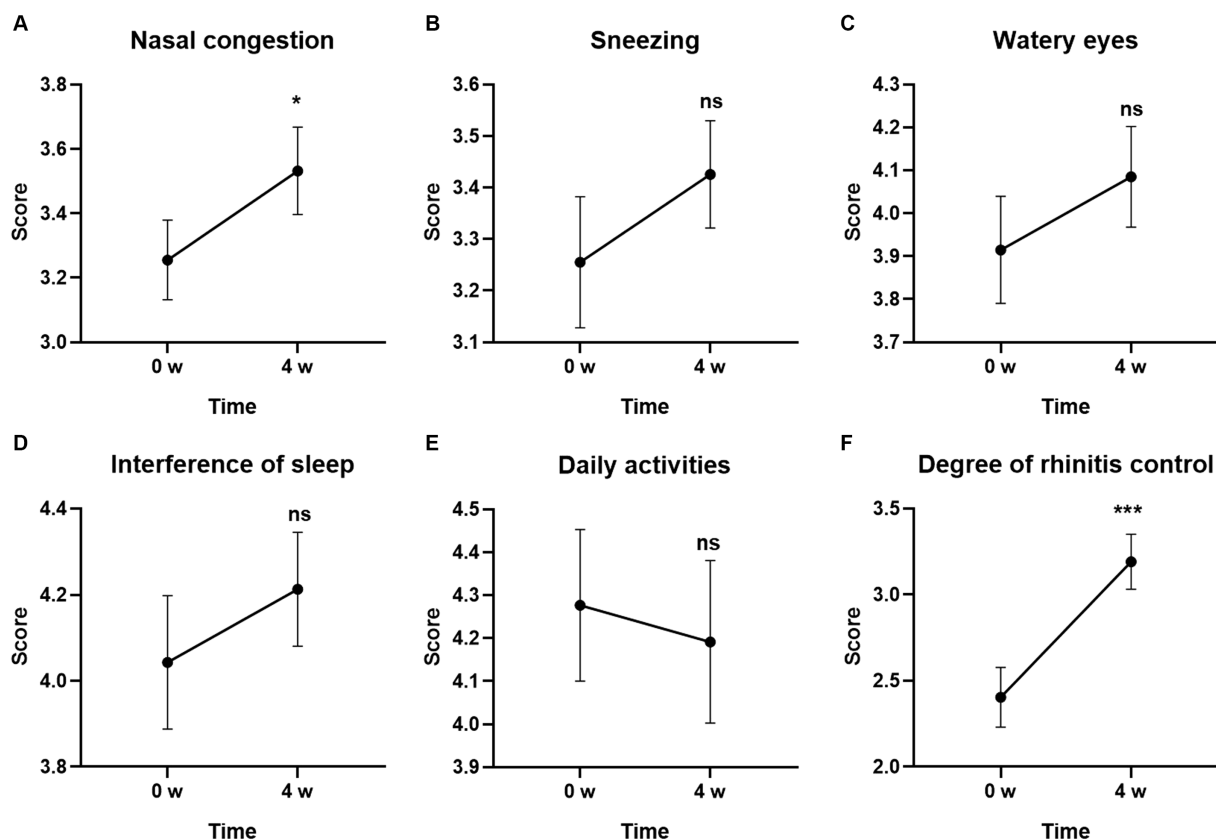 A
Nasal congestion
3.8
3.6
3.4
3.2
3.0
Score
*
0 w
4 w
Time
B
Sneezing
3.6
3.5
3.4
3.3
3.2
3.1
Score
ns
0 w
4 w
Time
C
Watery eyes
4.3
4.2
4.1
4.0
3.9
3.8
3.7
Score
ns
0 w
4 w
Time
D
Interference of sleep
4.4
4.2
4.0
3.8
Score
ns
0 w
4 w
Time
E
Daily activities
4.5
4.4
4.3
4.2
4.1
4.0
3.9
Score
ns
0 w
4 w
Time
F
Degree of rhinitis control
3.5
3.0
2.5
2.0
Score
***
0 w
4 w
Time